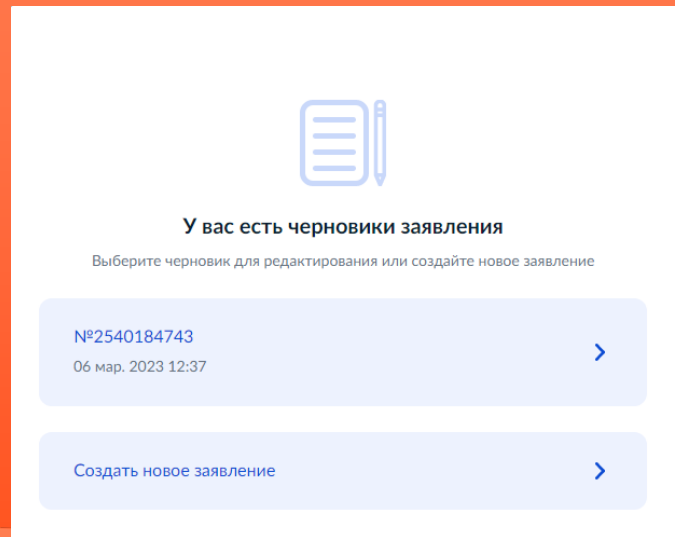 У вас есть черновики заявления
Выберите черновик для редактирования или создайте новое заявление
№2540184743
06 мар. 2023 12:37
Создать новое заявление